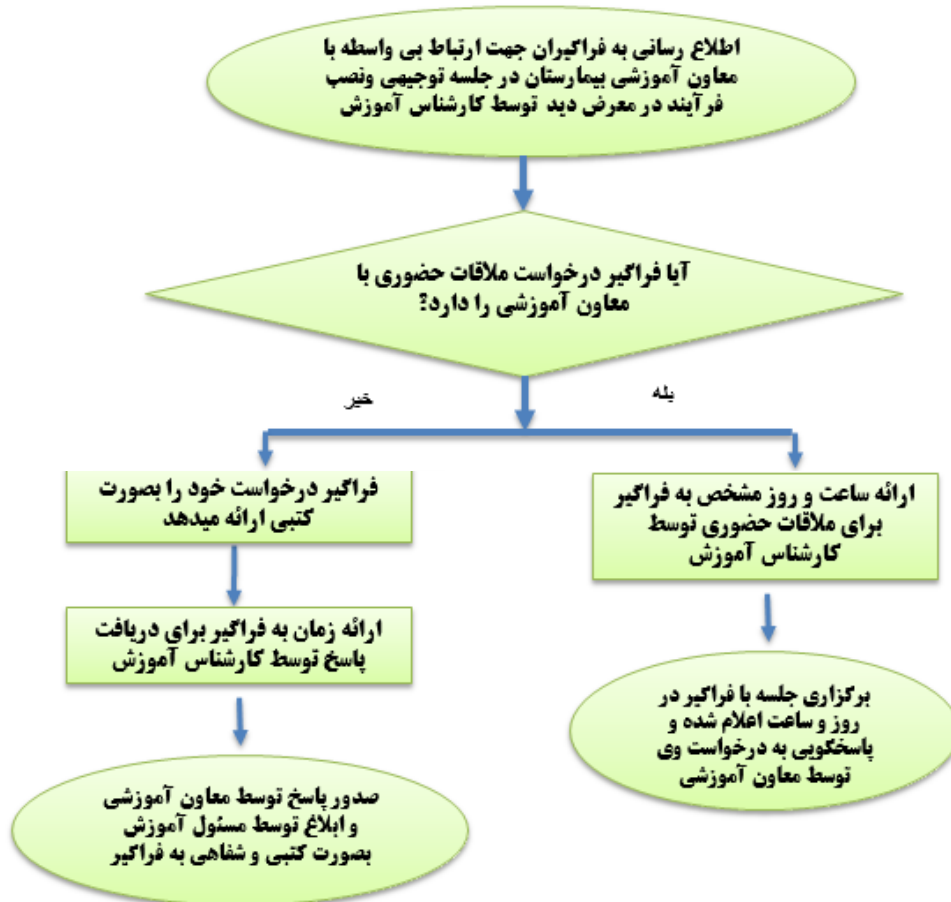 اطلاع رسانی به فراگیران جهت ارتباط بی واسطه با
معاون آموزشی بیمارستان در جلسه توجیهی ونصب
فرآیند در معرض دید توسط کارشناس آموزش
آیا فراگیر درخواست ملاقات حضوری با
معاون آموزشی را دارد؟
بله
خیر
ارائه ساعت و روز مشخص به فراگیر
برای ملاقات حضوری توسط
کارشناس آموزش
برگزاری جلسه با فراگیر در
روز و ساعت اعلام شده و
پاسخگویی به درخواست وی
توسط معاون آموزشی
فراگیر درخواست خود را بصورت
کتبی ارائه میدهد
ارائه زمان به فراگیر برای دریافت
پاسخ توسط کارشناس آموزش
صدور پاسخ توسط معاون آموزشی
و ابلاغ توسط مسئول آموزش
بصورت کتبی و شفاهی به فراگیر